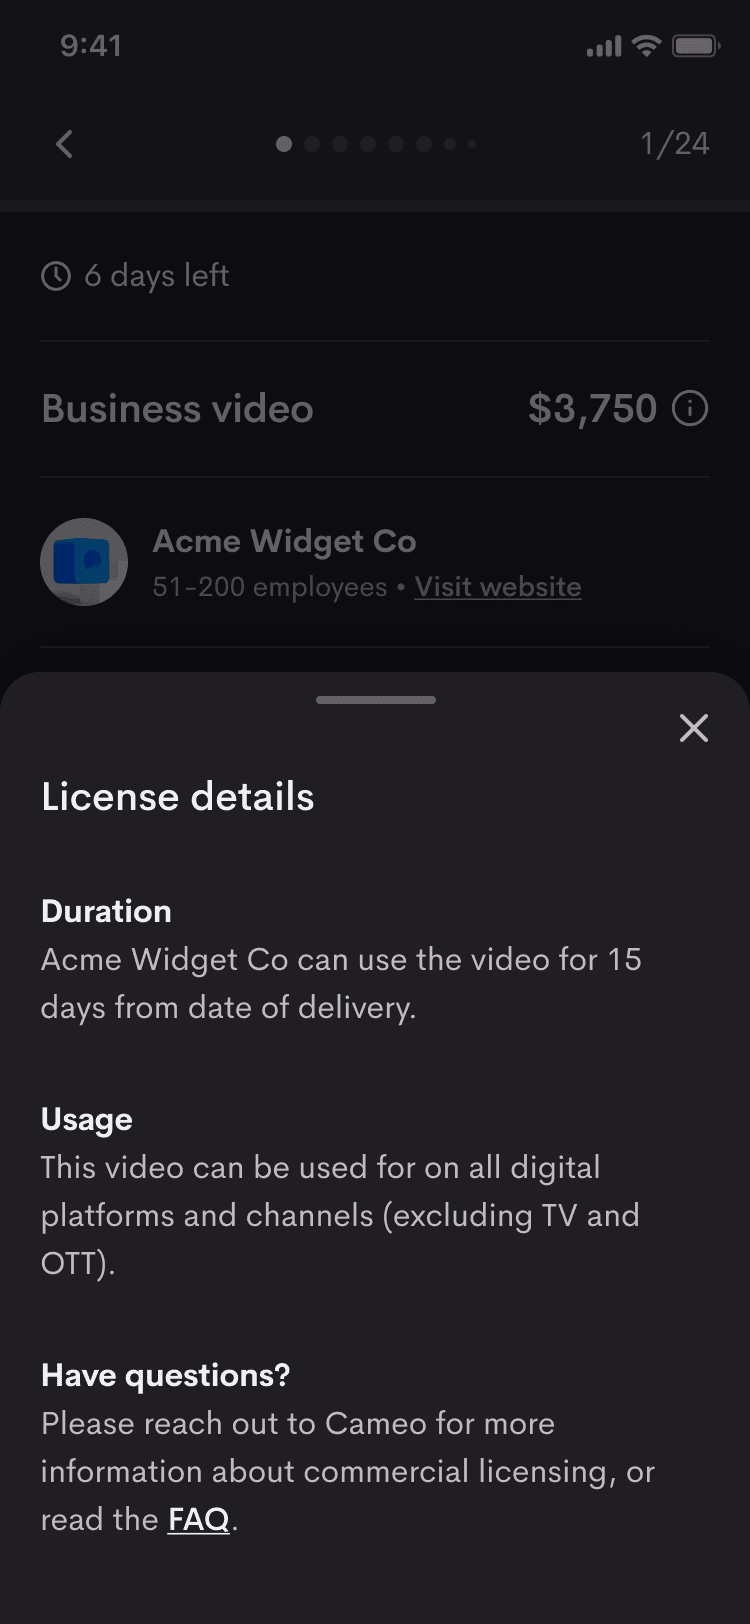 9:41
1/24
6 days left
Business video
$3,750
Acme Widget Co
51-200 employees • Visit website
License details
Duration
Acme Widget Co can use the video for 15
days from date of delivery.
Usage
This video can be used for on all digital
platforms and channels (excluding TV and
OTT).
Have questions?
Please reach out to Cameo for more
information about commercial licensing, or
read the FAQ.